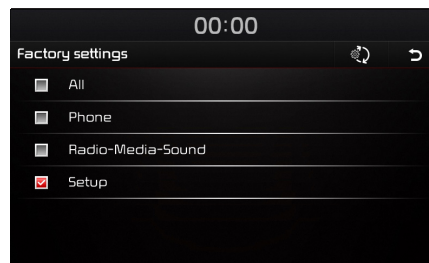 00:00
Factory settings
All
Phone
Radio-Media-Sound
Setup